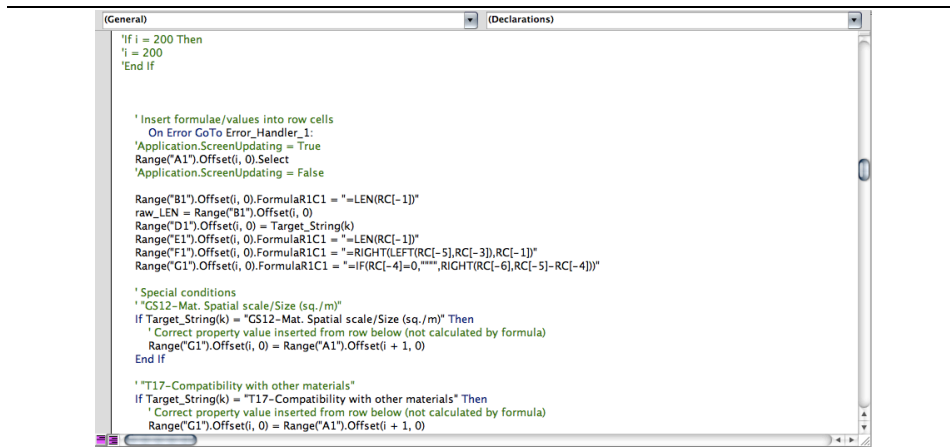 (General) (Declarations)
'If i = 200 Then
'i = 200
'End If
' Insert formulae/values into row cells
On Error GoTo Error_Handler_1:
'Application.ScreenUpdating = True
Range("A1").Offset(i, 0).Select
'Application.ScreenUpdating = False
Range("B1").Offset(i, 0).FormulaR1C1 = "=LEN(RC[-1])"
raw_LEN = Range("B1").Offset(i, 0)
Range("D1").Offset(i, 0) = Target_String(k)
Range("E1").Offset(i, 0).FormulaR1C1 = "=LEN(RC[-1])"
Range("F1").Offset(i, 0).FormulaR1C1 = "=RIGHT(LEFT(RC[-5],RC[-3]),RC[-1])"
Range("G1").Offset(i, 0).FormulaR1C1 = "=IF(RC[-4]=0,"""",RIGHT(RC[-6],RC[-5]-RC[-4]))"
' Special conditions
' "GS12-Mat. Spatial scale/Size (sq./m)"
If Target_String(k) = "GS12-Mat. Spatial scale/Size (sq./m)" Then
' Correct property value inserted from row below (not calculated by formula)
Range("G1").Offset(i, 0) = Range("A1").Offset(i + 1, 0)
End If
' "T17-Compatibility with other materials"
If Target_String(k) = "T17-Compatibility with other materials" Then
' Correct property value inserted from row below (not calculated by formula)
Range("G1").Offset(i, 0) = Range("A1").Offset(i + 1, 0)